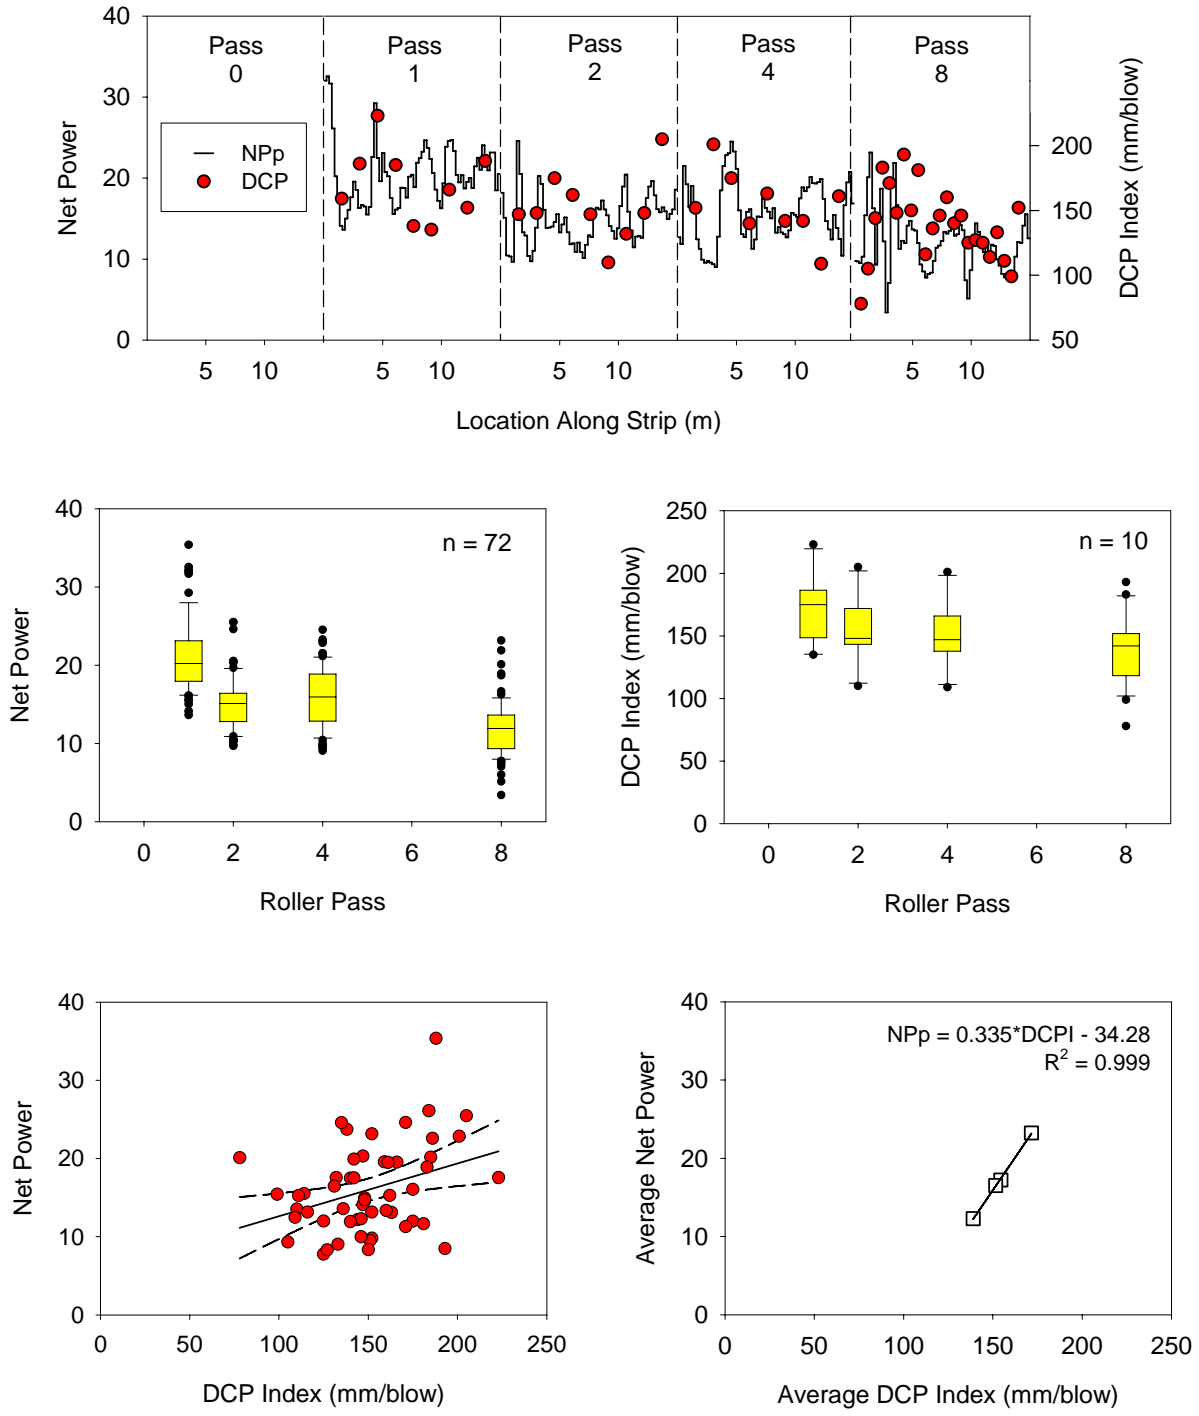 40
30
20
10
0
Net Power
Pass 0
Pass 1
Pass 2
Pass 4
Pass 8
NPp
DCP
200
150
100
50
DCP Index (mm/blow)
5 10 5 10 5 10 5 10 5 10
Location Along Strip (m)
40
30
20
10
0
Net Power
n = 72
0 2 4 6 8
Roller Pass
250
200
150
100
50
0
DCP Index (mm/blow)
n = 10
0 2 4 6 8
Roller Pass
40
30
20
10
0
Net Power
0 50 100 150 200 250
DCP Index (mm/blow)
40
30
20
10
0
Average Net Power
NPp = 0.335*DCPI - 34.28
R² = 0.999
0 50 100 150 200 250
Average DCP Index (mm/blow)